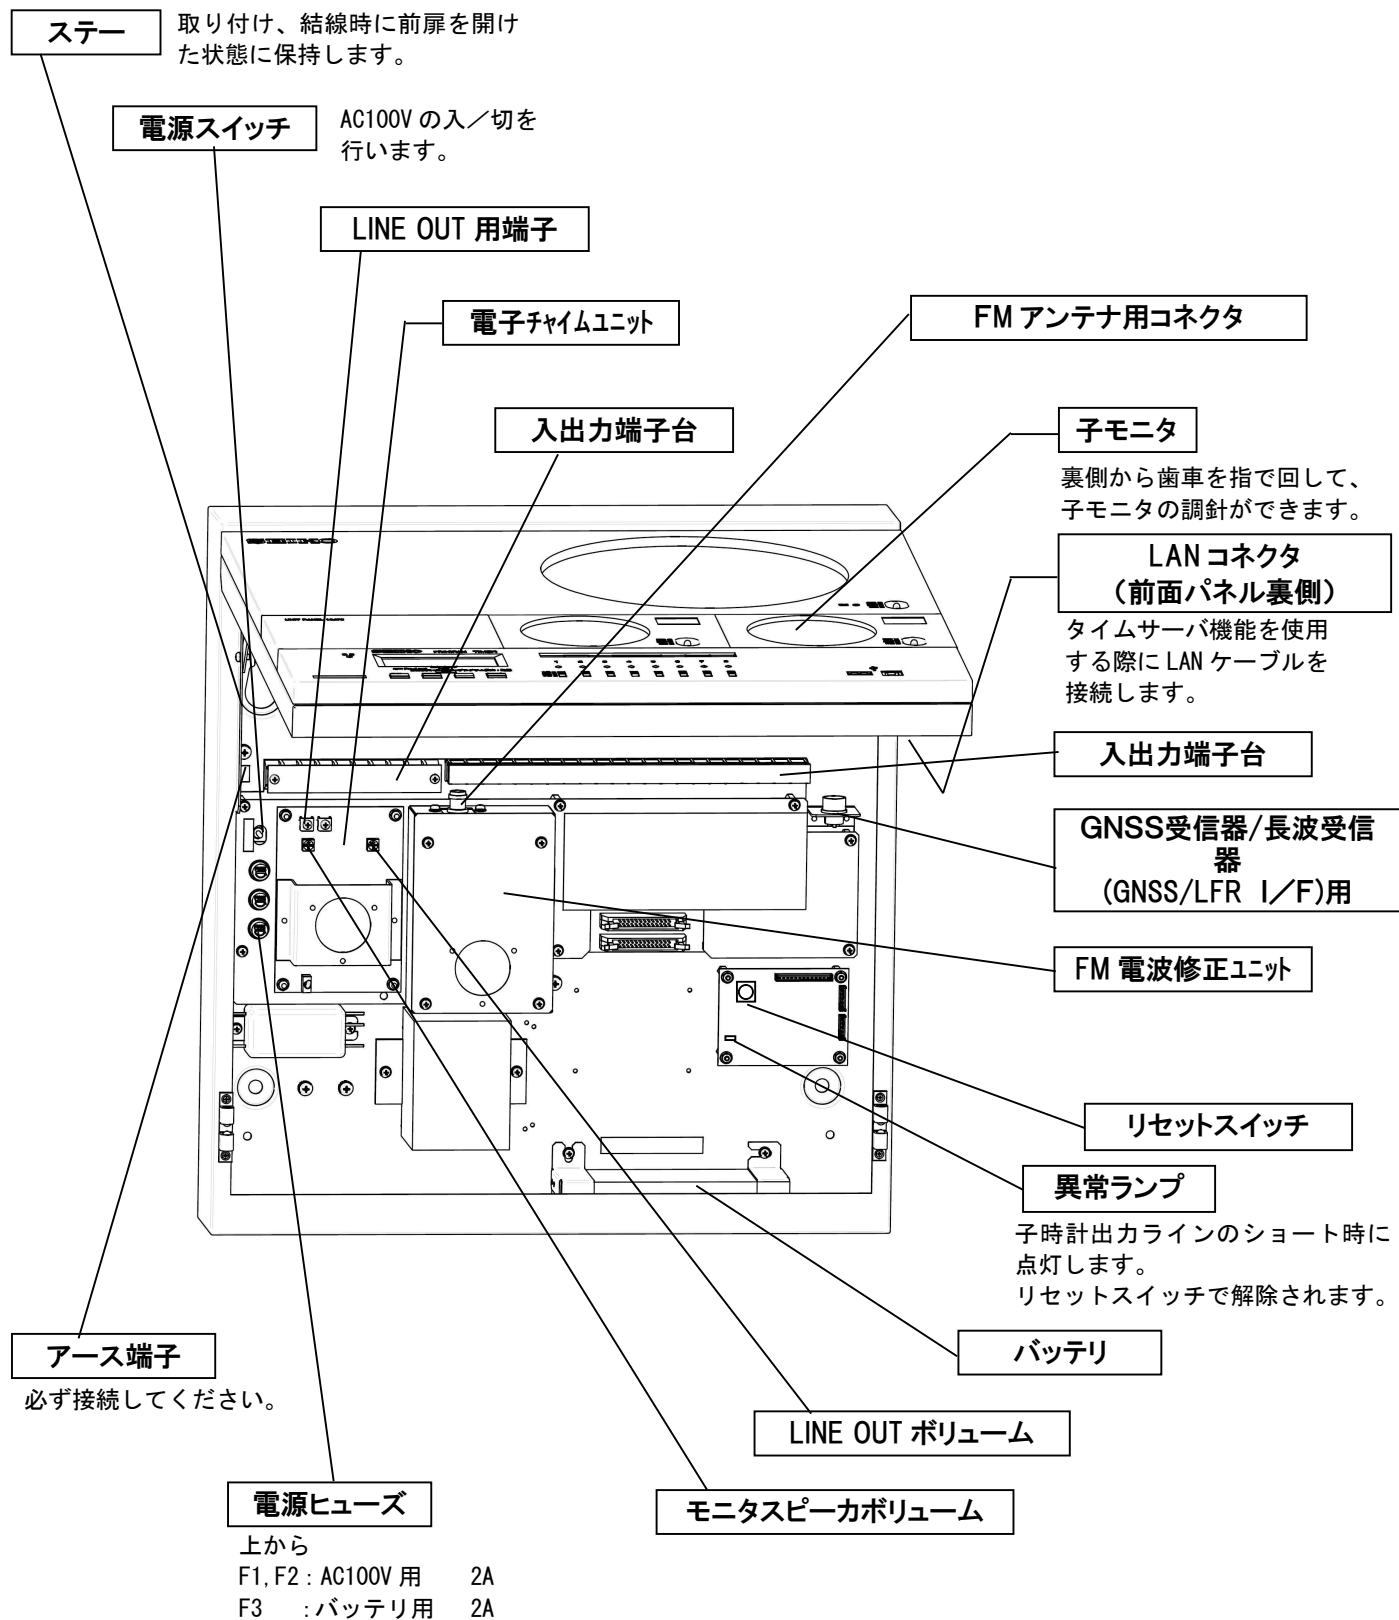 ステー
取り付け、結線時に前扉を開け
た状態に保持します。
電源スイッチ
AC100V の入／切を
行います。
LINE OUT 用端子
電子ﾁｬｲﾑﾕﾆｯﾄ
FM アンテナ用コネクタ
入出力端子台
子モニタ
裏側から歯車を指で回して、
子モニタの調針ができます。
LAN コネクタ
（前面パネル裏側）
タイムサーバ機能を使用
する際に LAN ケーブルを
接続します。
SEIKO
入出力端子台
GNSS受信器/長波受信
器
(GNSS/LFR I／F)用
FM 電波修正ﾕﾆｯﾄ
リセットスイッチ
異常ランプ
子時計出力ラインのショート時に
点灯します。
リセットスイッチで解除されます。
アース端子
必ず接続してください。
バッテリ
LINE OUT ボリューム
電源ヒューズ
モニタスピーカボリューム
上から
F1,F2：AC100V 用 2A
F3 ：バッテリ用 2A